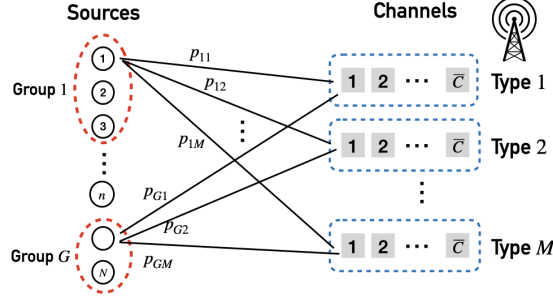 Sources
Channels
Group 1
1
2
3
⋮
n
Group G
N
p₁₁
p₁₂
p₁M
⋮
pG₁
pG₂
pGM
1 2 ⋯ C̅
Type 1
1 2 ⋯ C̅
Type 2
⋮
1 2 ⋯ C̅
Type M